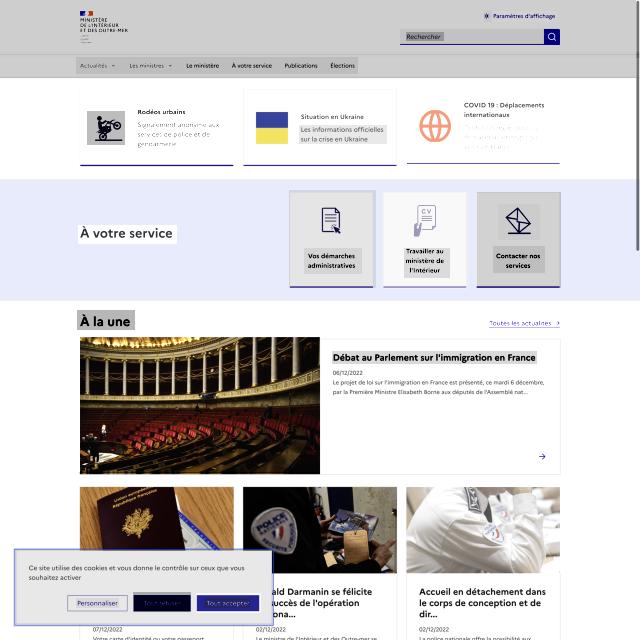 MINISTÈRE
DE L'INTÉRIEUR
ET DES OUTRE-MER
Paramètres d'affichage
Rechercher
Actualités
Les ministres
Le ministère
À votre service
Publications
Élections
Rodéos urbains
Signalement anonyme aux
services de police et de
gendarmerie
Situation en Ukraine
Les informations officielles
sur la crise en Ukraine
COVID 19 : Déplacements
internationaux
À votre service
Vos démarches
administratives
CV
Travailler au
ministère de
l'Intérieur
Contacter nos
services
À la une
Toutes les actualités
Débat au Parlement sur l'immigration en France
06/12/2022
Le projet de loi sur l'immigration en France est présenté, ce mardi 6 décembre,
par la Première Ministre Elisabeth Borne aux députés de l'Assemblé nat...
Union européenne
République française
POLICE
Ce site utilise des cookies et vous donne le contrôle sur ceux que vous
souhaitez activer
Personnaliser
Tout refuser
Tout accepter
ald Darmanin se félicite
succès de l'opération
ona...
Accueil en détachement dans
le corps de conception et de
dir...
07/12/2022
02/12/2022
02/12/2022
Votre carte d'identité ou votre passeport
Le ministre de l'Intérieur et des Outre-mer se
La police nationale offre la possibilité aux